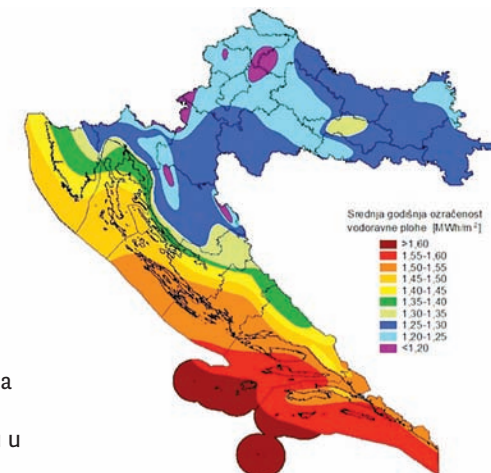 Srednja godišnja ozračenost
vodoravne plohe [MWh/m²]
>1,60
1,55-1,60
1,50-1,55
1,45-1,50
1,40-1,45
1,35-1,40
1,30-1,35
1,25-1,30
1,20-1,25
<1,20
a
u